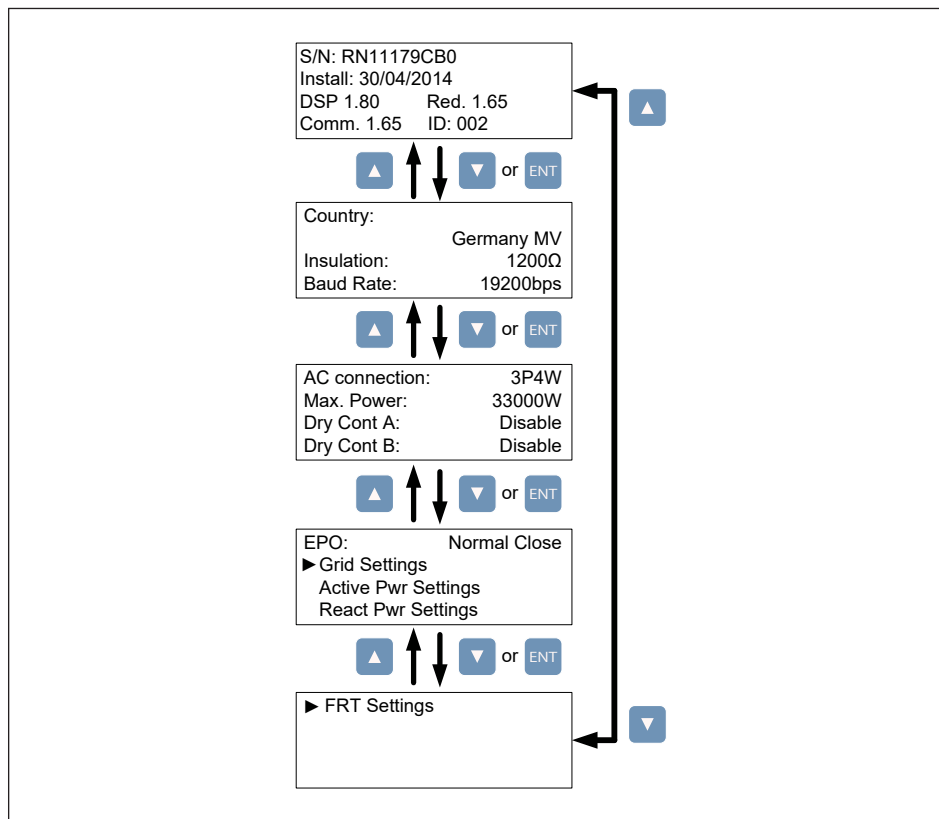 S/N: RN11179CB0
Install: 30/04/2014
DSP 1.80 Red. 1.65
Comm. 1.65 ID: 002
or ENT
Country:
Germany MV
Insulation: 1200Ω
Baud Rate: 19200bps
or ENT
AC connection: 3P4W
Max. Power: 33000W
Dry Cont A: Disable
Dry Cont B: Disable
or ENT
EPO: Normal Close
Grid Settings
Active Pwr Settings
React Pwr Settings
or ENT
FRT Settings